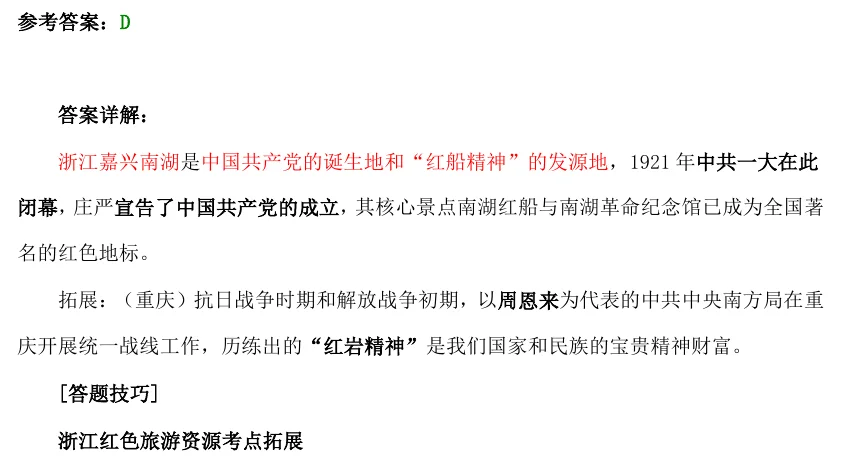 参考答案：D
答案详解：
浙江嘉兴南湖是中国共产党的诞生地和“红船精神”的发源地，1921 年中共一大在此
闭幕，庄严宣告了中国共产党的成立，其核心景点南湖红船与南湖革命纪念馆已成为全国著
名的红色地标。
拓展：（重庆）抗日战争时期和解放战争初期，以周恩来为代表的中共中央南方局在重
庆开展统一战线工作，历练出的“红岩精神”是我们国家和民族的宝贵精神财富。
[答题技巧]
浙江红色旅游资源考点拓展